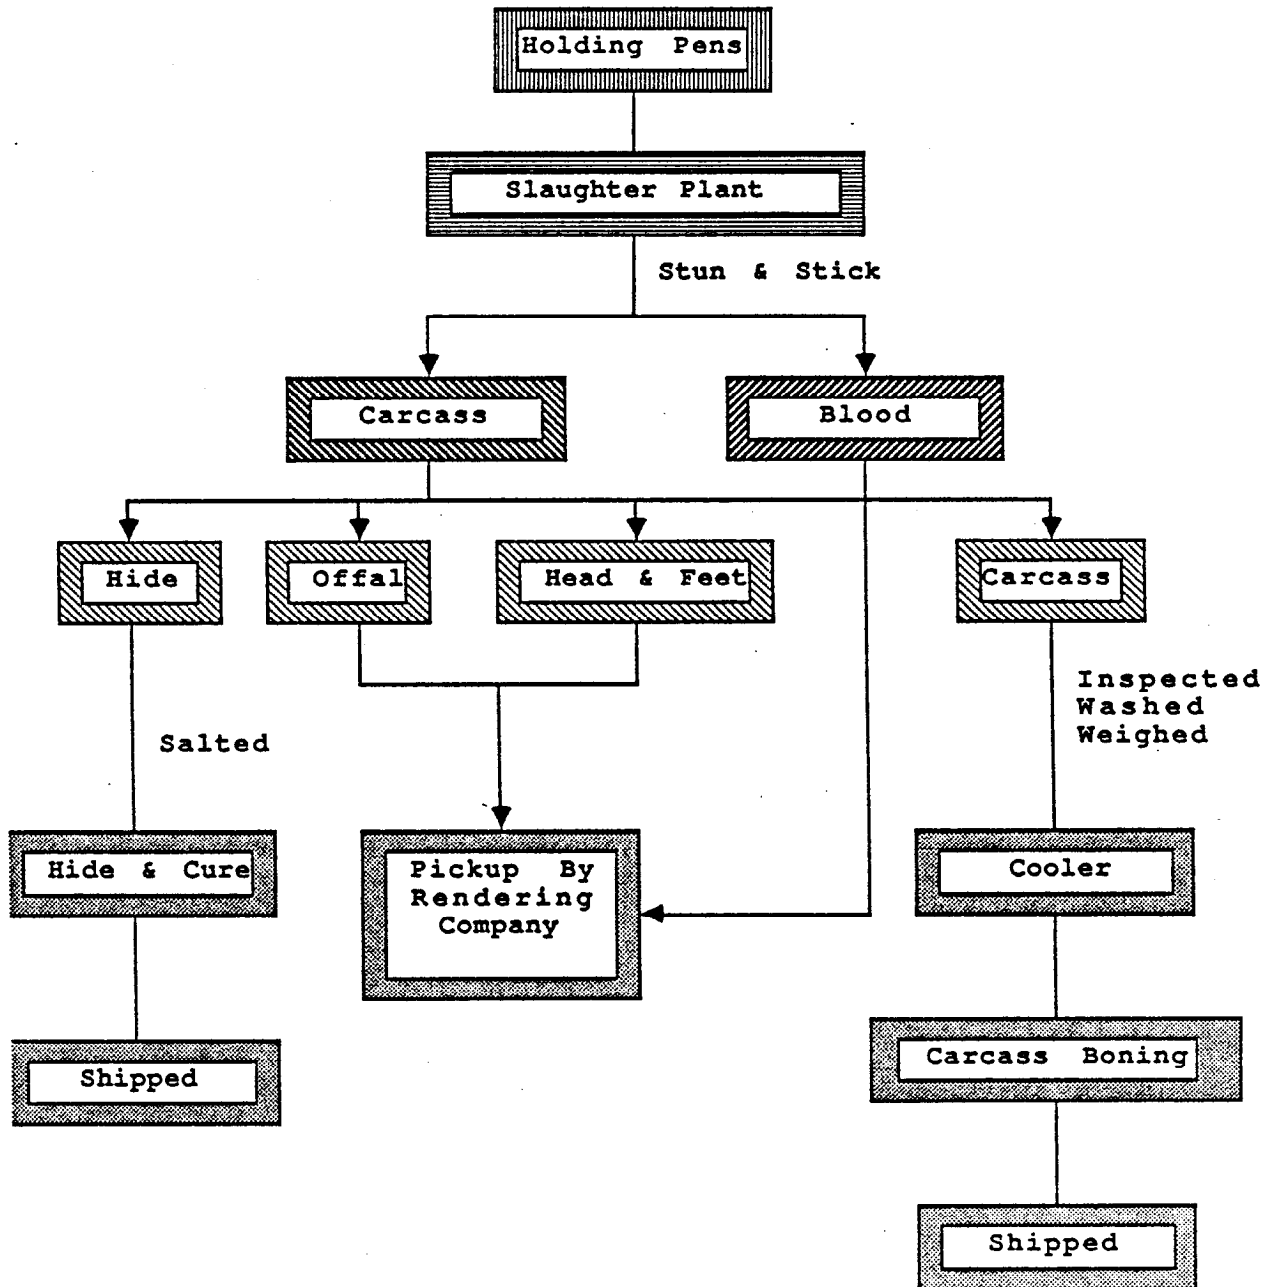 Holding Pens
Slaughter Plant
Stun & Stick
Carcass
Blood
Hide
Offal
Head & Feet
Carcass
Salted
Inspected
Washed
Weighed
Hide & Cure
Pickup By
Rendering
Company
Cooler
Shipped
Carcass Boning
Shipped